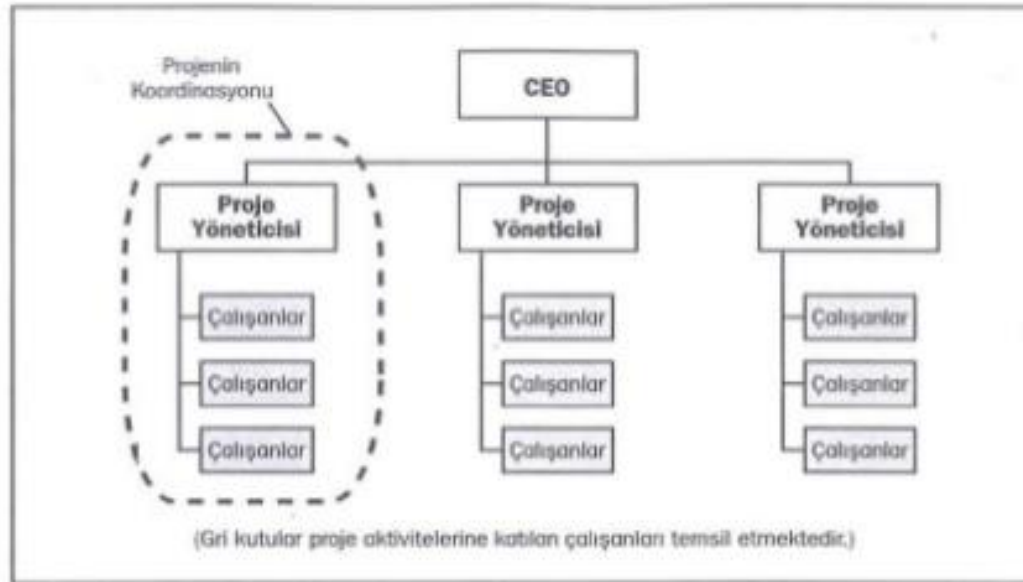 Projenin
Koordinasyonu
CEO
Proje
Yöneticisi
Çalışanlar
Çalışanlar
Çalışanlar
Proje
Yöneticisi
Çalışanlar
Çalışanlar
Çalışanlar
Proje
Yöneticisi
Çalışanlar
Çalışanlar
Çalışanlar
(Gri kutular proje aktivitelerine katılan çalışanları temsil etmektedir.)